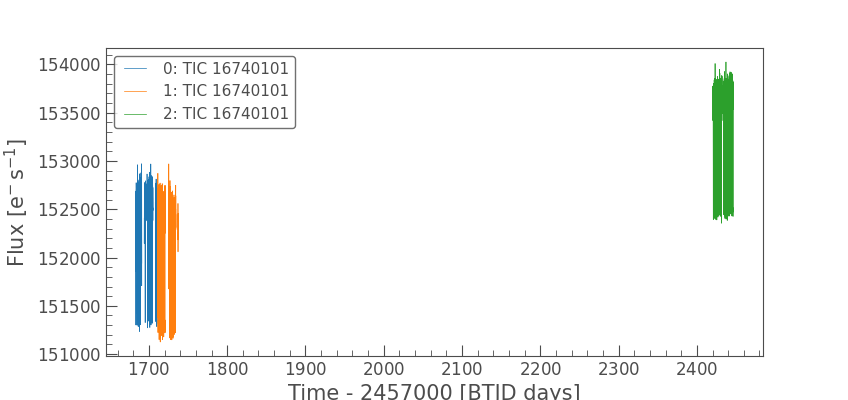 154000
153500
153000
152500
152000
151500
151000
Flux [e⁻ s⁻¹]
0: TIC 16740101
1: TIC 16740101
2: TIC 16740101
1700 1800 1900 2000 2100 2200 2300 2400
Time - 2457000 [BTJD days]